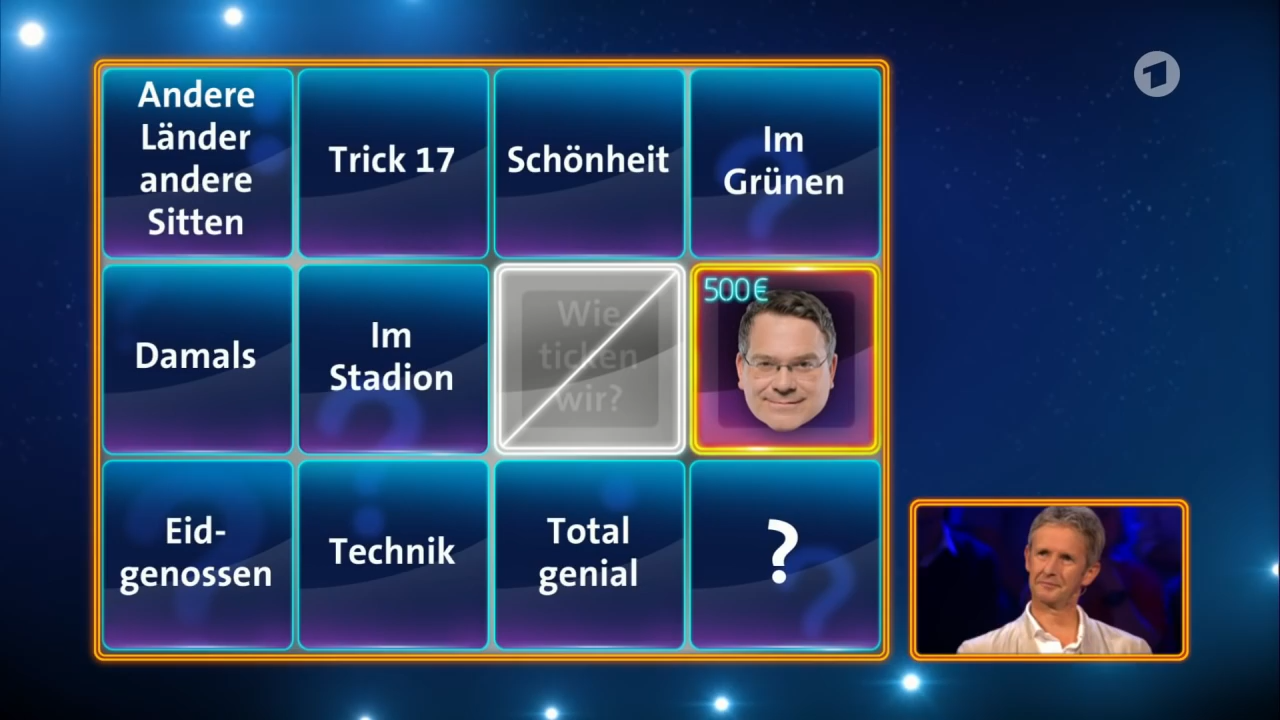 Andere
Länder
andere
Sitten
Trick 17
Schönheit
Im
Grünen
Damals
Im
Stadion
Wie
ticken
wir?
500€
Eid-
genossen
Technik
Total
genial
?
1